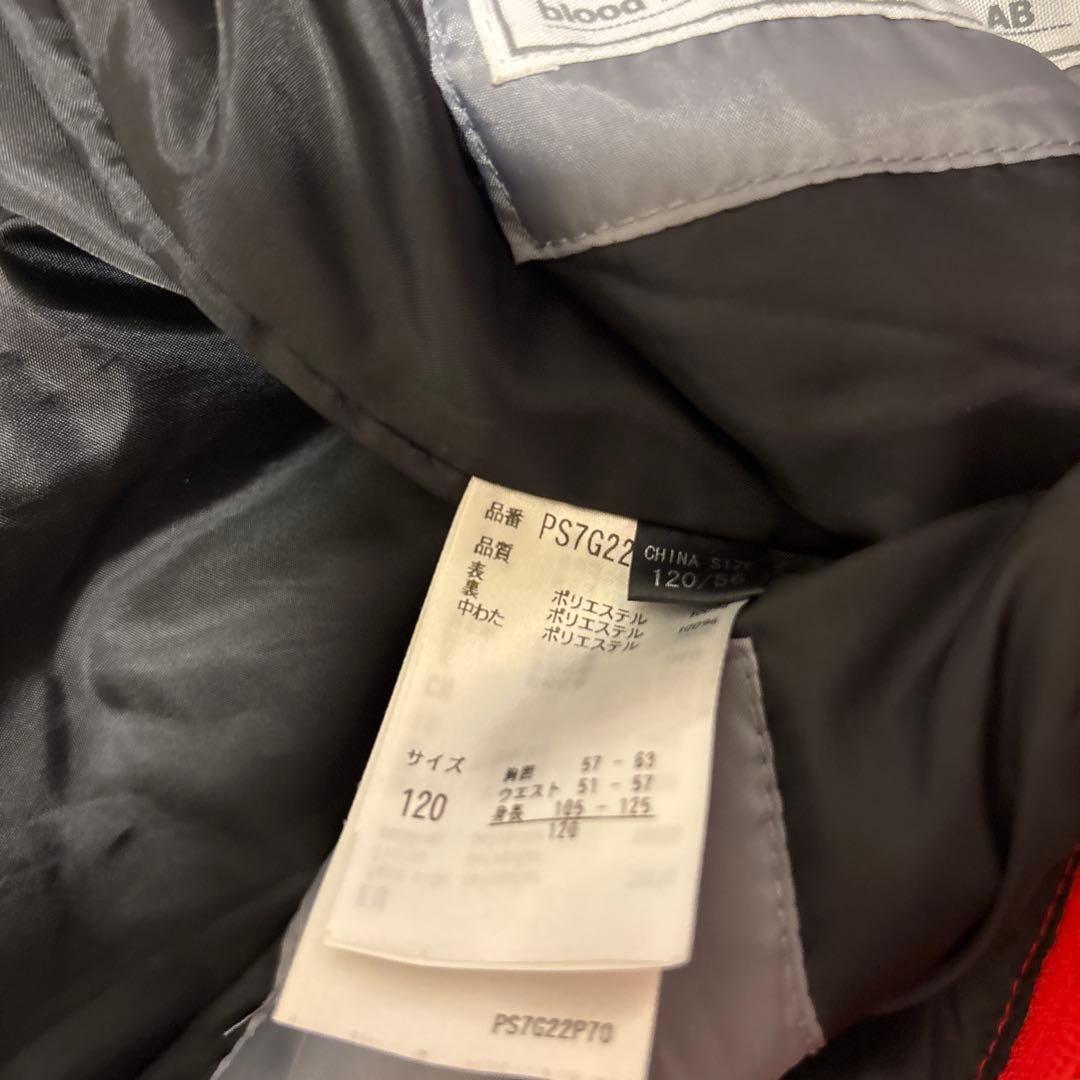 blood
AB
品番 PS7G22
CHINA SIZE
120/56
品質
表 ポリエステル
裏 ポリエステル
中わた ポリエステル
サイズ
120
胸囲 57 - 63
ウエスト 51 - 57
身長 105 - 125
120
PS7G22P70